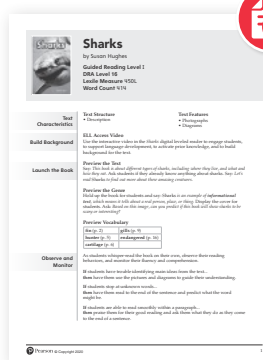 Sharks
Sharks
by Susan Hughes
Guided Reading Level I
DRA Level 16
Lexile Measure 450L
Word Count 474
Text Characteristics
Text Structure
• Description
Text Features
• Photographs
• Diagrams
Build Background
ELL Access Video
Use the interactive video in the Sharks digital leveled reader to engage students,
to support language development, to activate prior knowledge, and to build
background for the text.
Launch the Book
Preview the Text
Say: This book is about different types of sharks, including where they live, and what and
how they eat. Ask students if they already know anything about sharks. Say: Let's
read Sharks to find out more about these amazing creatures.
Preview the Genre
Hold up the book for students and say: Sharks is an example of informational
text, which means it tells about a real person, place, or thing. Display the cover for
students. Ask: Based on this image, can you predict if this book will show sharks to be
scary or interesting?
Preview Vocabulary
fin (p. 2) gills (p. 9)
hunter (p. 5) endangered (p. 16)
cartilage (p. 6)
Observe and Monitor
As students whisper-read the book on their own, observe their reading
behaviors, and monitor their fluency and comprehension.
If students have trouble identifying main ideas from the text…
then have them use the pictures and diagrams to guide their understanding.
If students stop at unknown words…
then have them read to the end of the sentence and predict what the word
might be.
If students are able to read smoothly within a paragraph…
then praise them for their good reading and ask them what they do as they come
to the end of a sentence.
Pearson © Copyright 2020
1